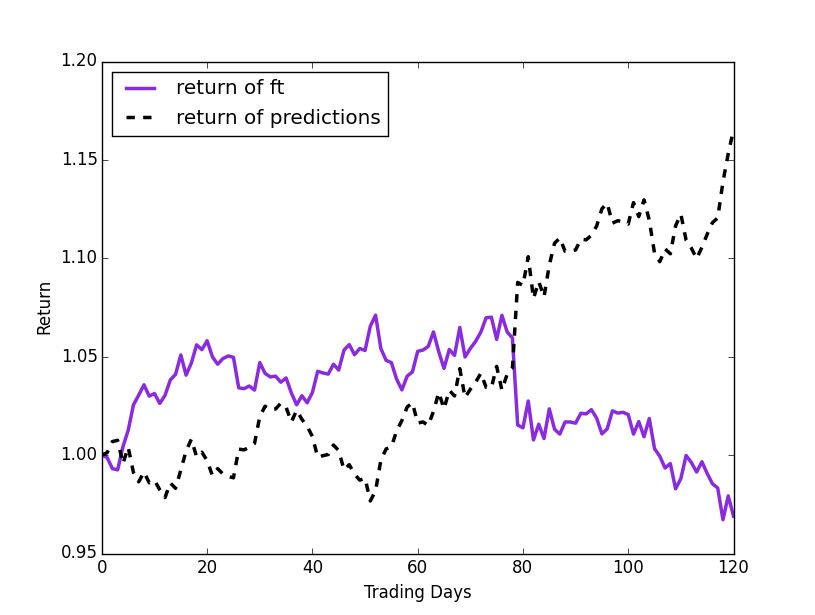 return of ft
return of predictions
Return
1.20
1.15
1.10
1.05
1.00
0.95
0 20 40 60 80 100 120
Trading Days